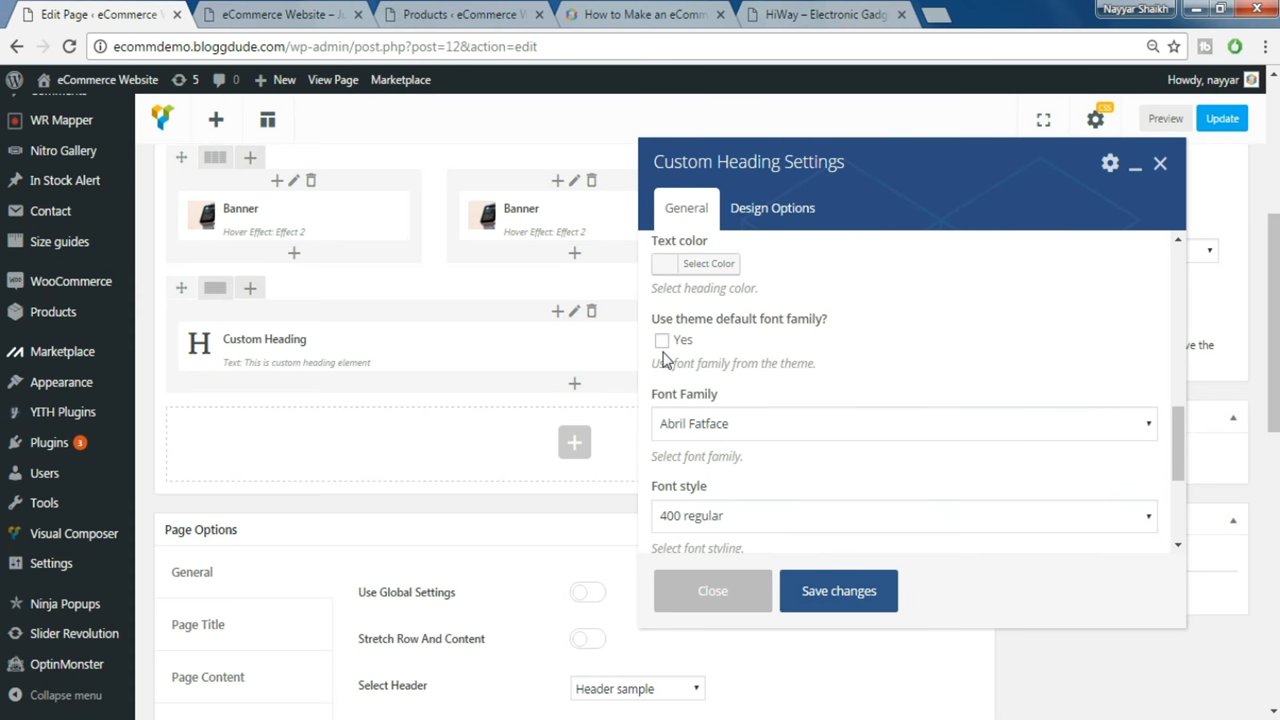 Edit Page ‹ eCommerce W
eCommerce Website – Ju
Products ‹ eCommerce W
How to Make an eComm
HiWay – Electronic Gadg
Nayyar Shaikh
ecommdemo.bloggdude.com/wp-admin/post.php?post=12&action=edit
eCommerce Website
5
0
New
View Page
Marketplace
Howdy, nayyar
WR Mapper
Nitro Gallery
In Stock Alert
Contact
Size guides
WooCommerce
Products
Marketplace
Appearance
YITH Plugins
Plugins 3
Users
Tools
Visual Composer
Settings
Ninja Popups
Slider Revolution
OptinMonster
Collapse menu
CSS
Preview
Update
Banner
Hover Effect: Effect 2
Banner
Hover Effect: Effect 2
H
Custom Heading
Text: This is custom heading element
Custom Heading Settings
General
Design Options
Text color
Select Color
Select heading color.
Use theme default font family?
Yes
Use font family from the theme.
Font Family
Abril Fatface
Select font family.
Font style
400 regular
Select font styling.
Close
Save changes
ve the
Page Options
General
Page Title
Page Content
Use Global Settings
Stretch Row And Content
Select Header
Header sample